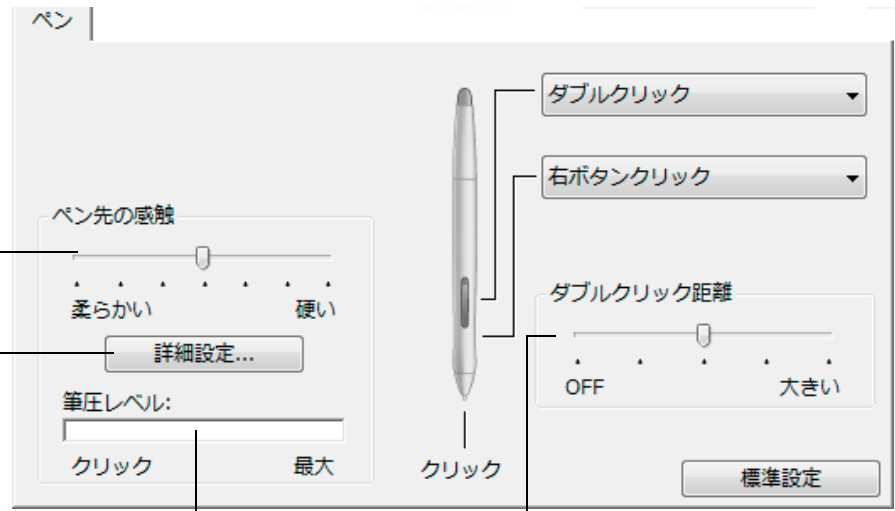 ペン
ダブルクリック
右ボタンクリック
ペン先の感触
柔らかい 硬い
詳細設定...
筆圧レベル:
クリック 最大
クリック
ダブルクリック距離
OFF 大きい
標準設定